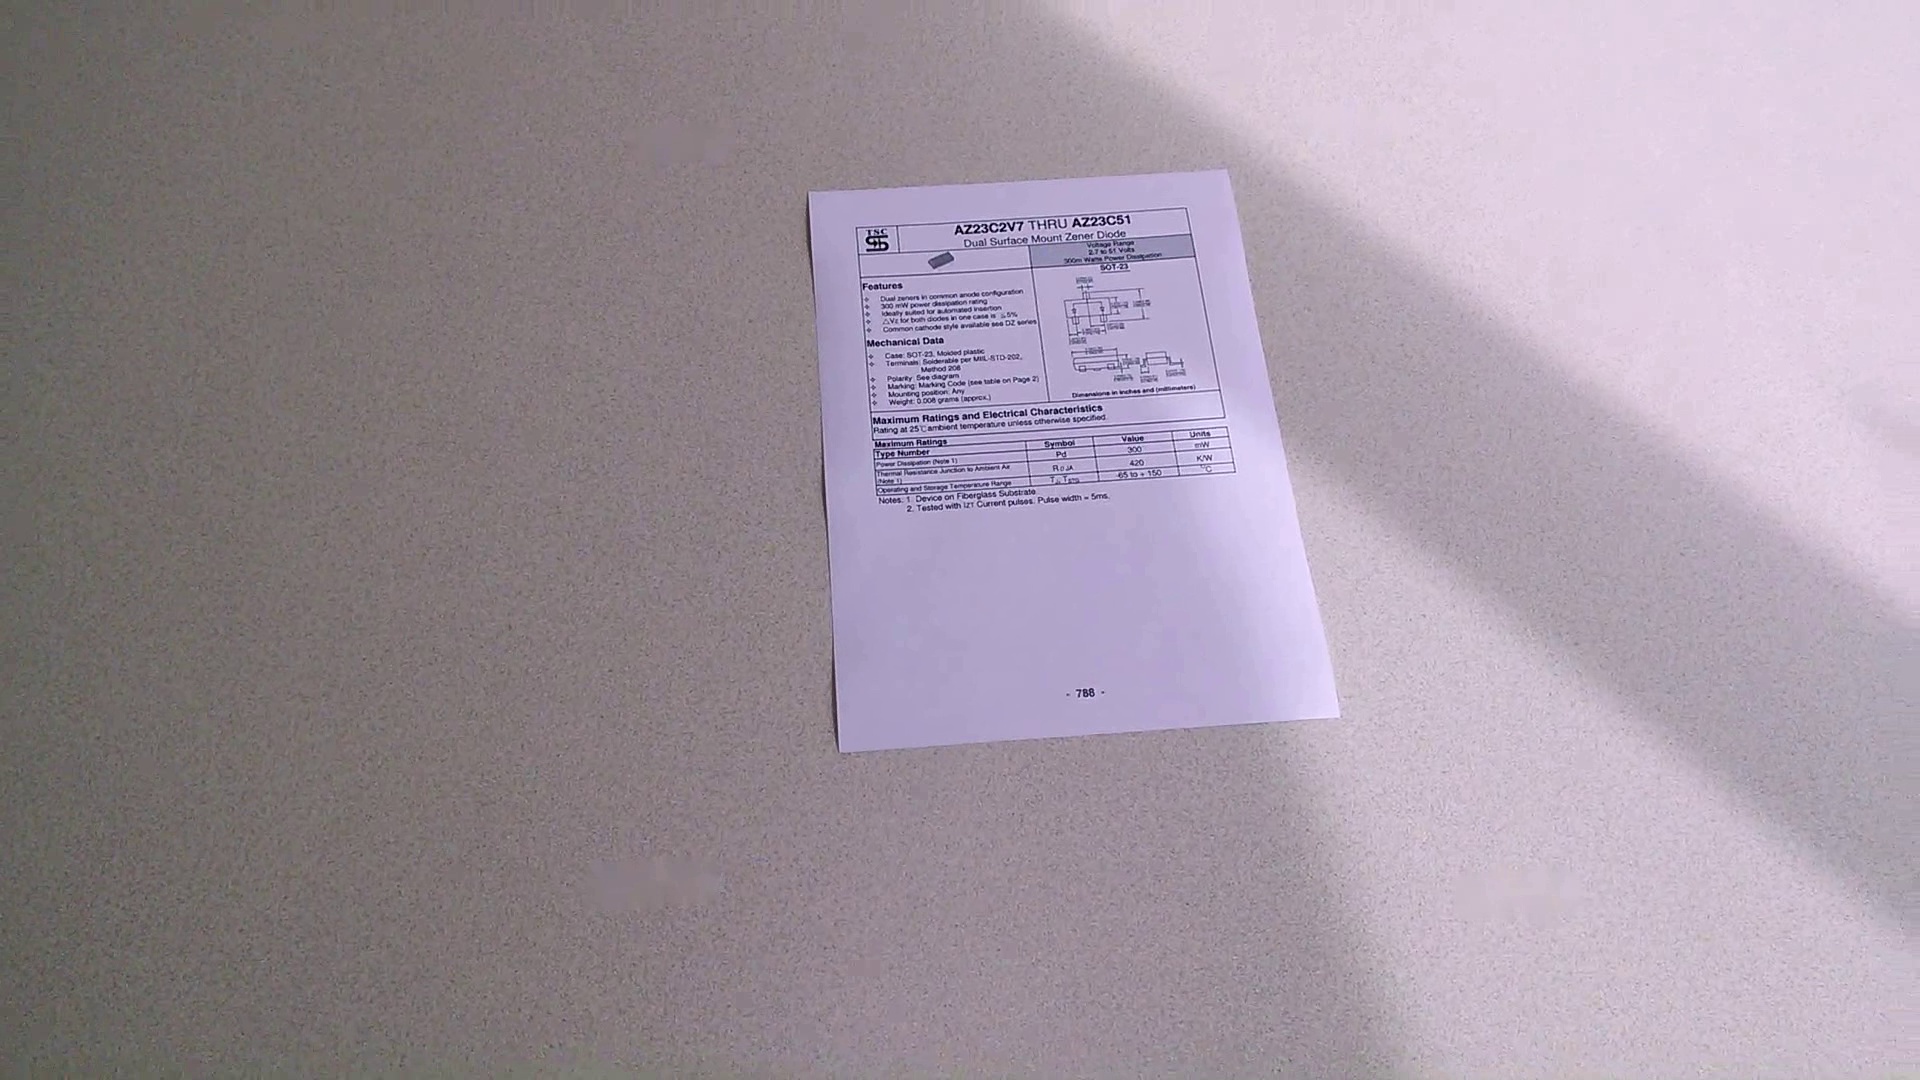 TSC
AZ23C2V7 THRU AZ23C51
Dual Surface Mount Zener Diode
Voltage Range
2.7 to 51 Volts
300m Watts Power Dissipation
SOT-23
Features
Dual zeners in common anode configuration
300 mW power dissipation rating
Ideally suited for automated insertion
△Vz for both diodes in one case is ≦5%
Common cathode style available see DZ series
Mechanical Data
Case: SOT-23, Molded plastic
Terminals: Solderable per MIIL-STD-202,
Method 208
Polarity: See diagram
Marking: Marking Code (see table on Page 2)
Mounting position: Any
Weight: 0.008 grams (approx.)
Dimensions in inches and (millimeters)
Maximum Ratings and Electrical Characteristics
Rating at 25℃ambient temperature unless otherwise specified.
Maximum Ratings
Type Number Symbol Value Units
Power Dissipation (Note 1) Pd 300 mW
Thermal Resistance Junction to Ambient Air
(Note 1) RθJA 420 K/W
Operating and Storage Temperature Range TJ, TSTG -65 to + 150 ℃
Notes: 1. Device on Fiberglass Substrate.
2. Tested with IZT Current pulses. Pulse width = 5ms.
- 788 -